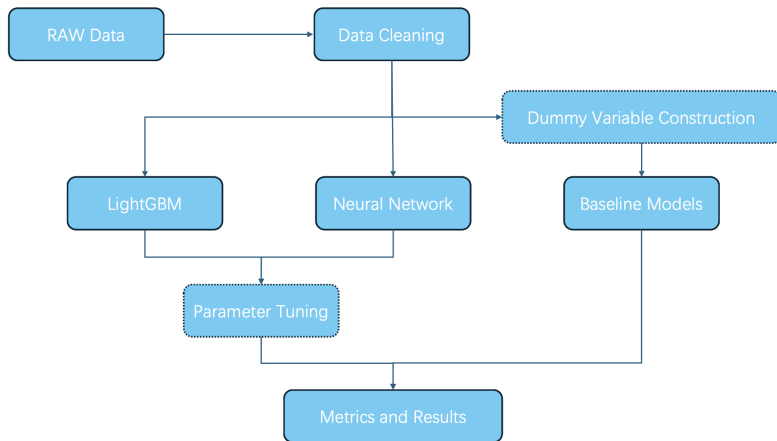 RAW Data
Data Cleaning
Dummy Variable Construction
LightGBM
Neural Network
Baseline Models
Parameter Tuning
Metrics and Results